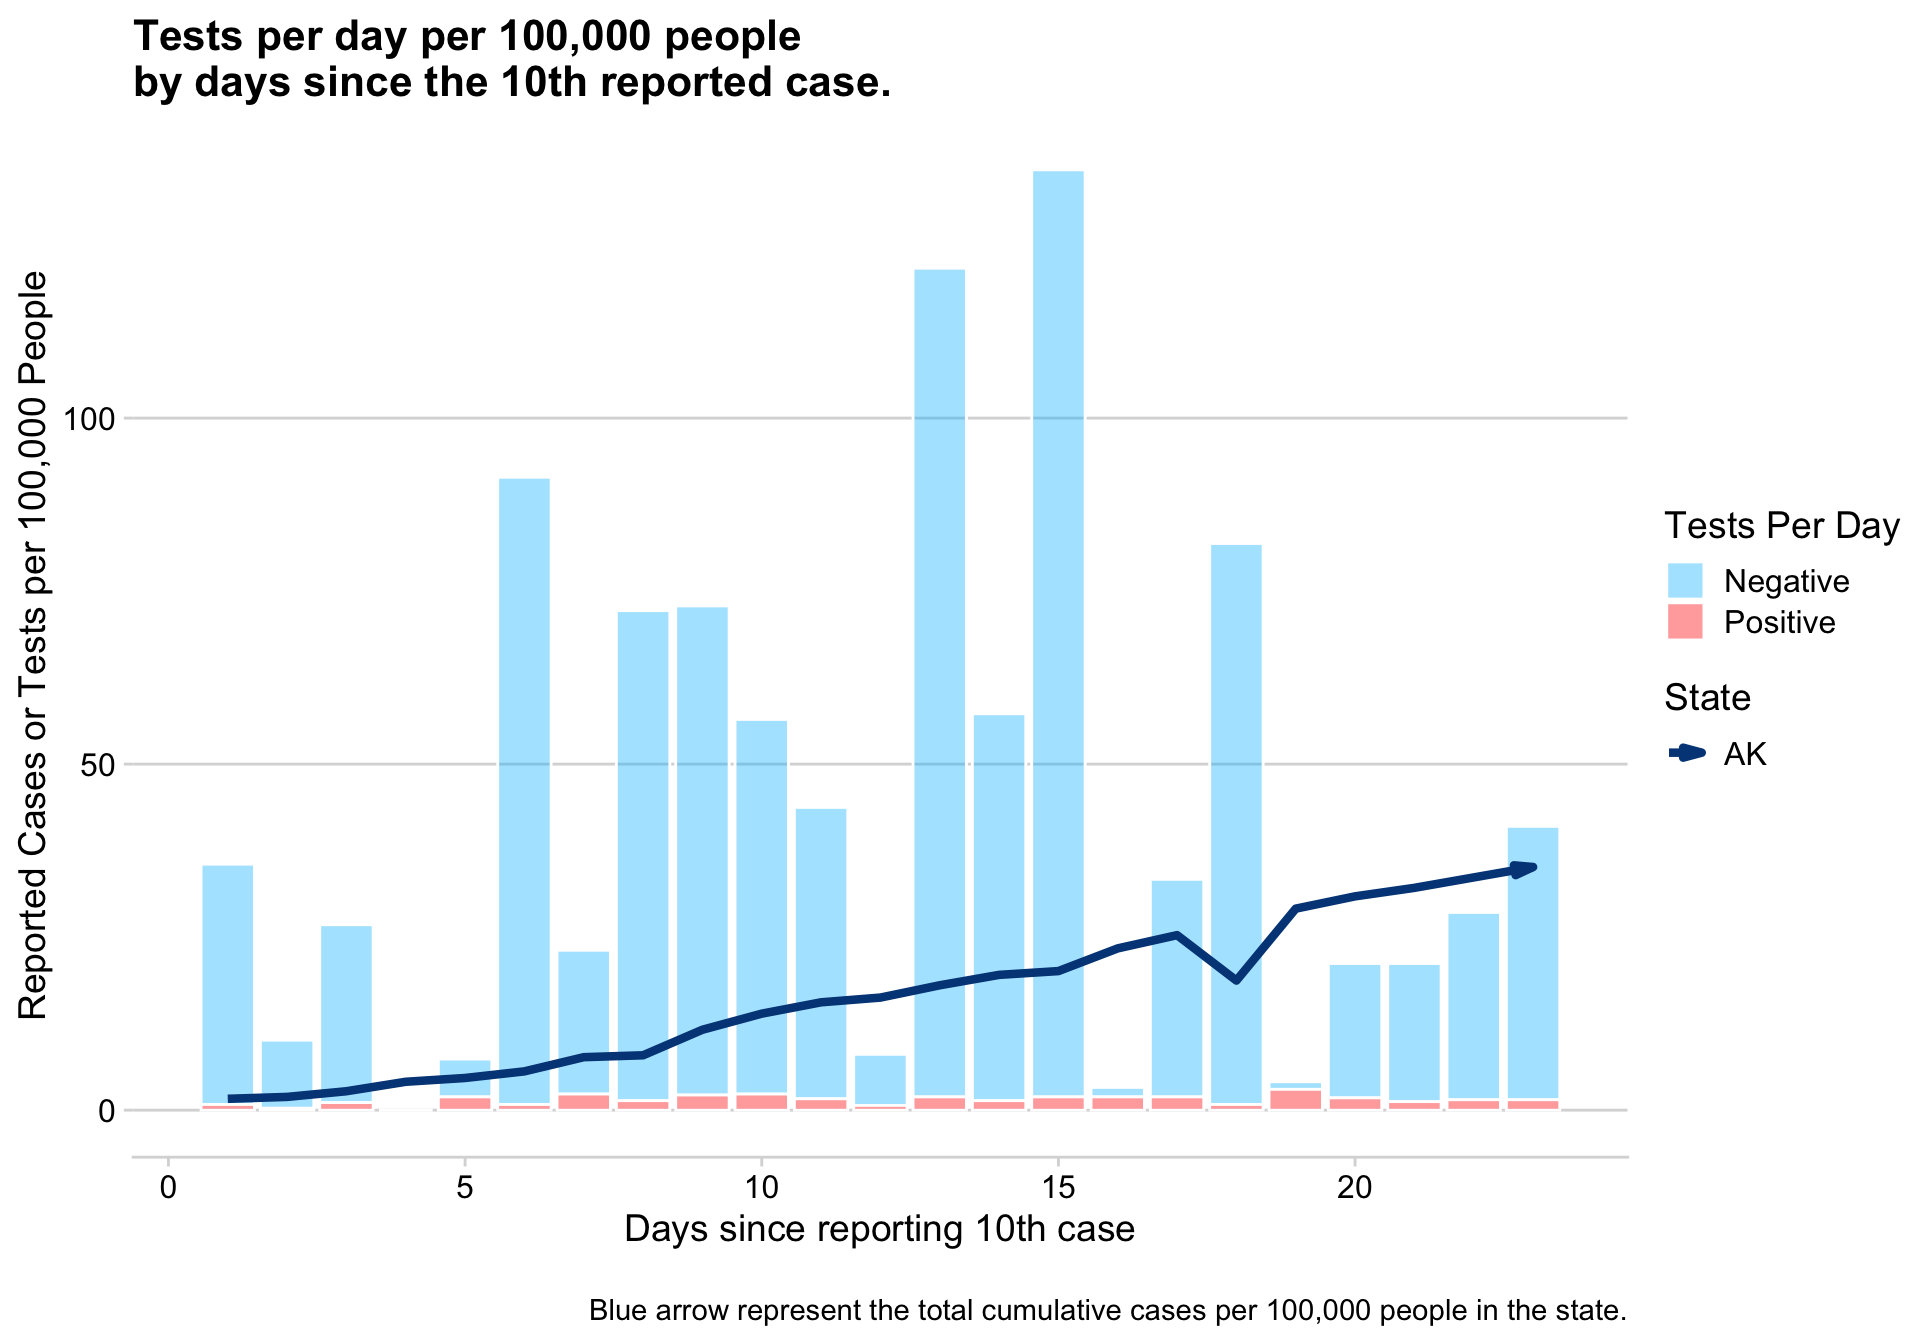 Tests per day per 100,000 people
by days since the 10th reported case.
Reported Cases or Tests per 100,000 People
100
50
0
0 5 10 15 20
Days since reporting 10th case
Tests Per Day
Negative
Positive
State
AK
Blue arrow represent the total cumulative cases per 100,000 people in the state.